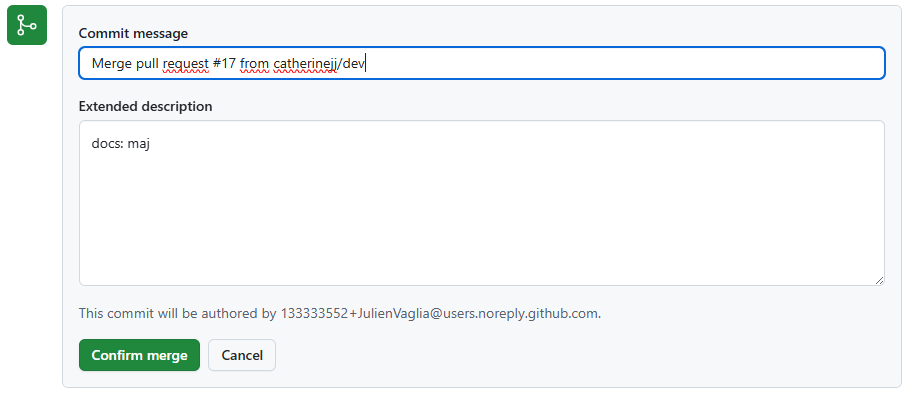 Commit message
Merge pull request #17 from catherinejj/dev
Extended description
docs: maj
This commit will be authored by 133333552+JulienVaglia@users.noreply.github.com.
Confirm merge
Cancel